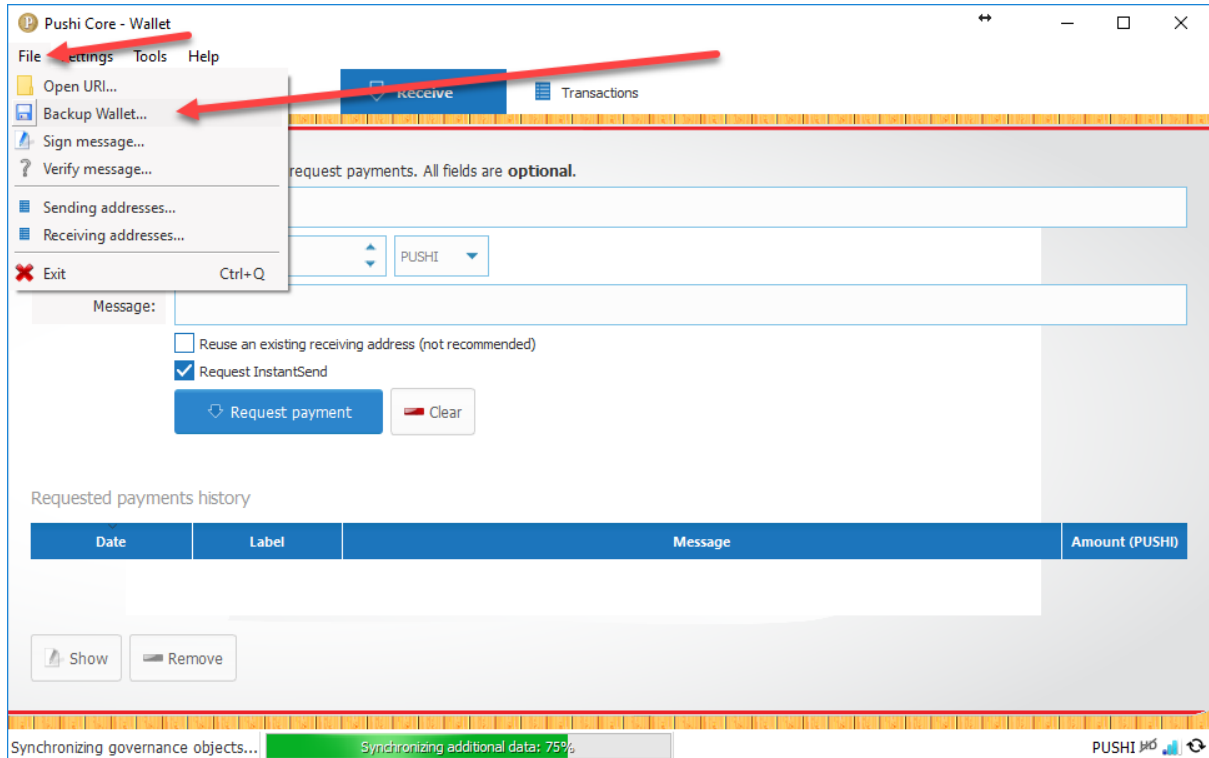 Pushi Core - Wallet
File Settings Tools Help
Open URI...
Receive
Transactions
Backup Wallet...
Sign message...
Verify message...
request payments. All fields are optional.
Sending addresses...
Receiving addresses...
PUSHI
Exit Ctrl+Q
Message:
Reuse an existing receiving address (not recommended)
Request InstantSend
Request payment Clear
Requested payments history
Date Label Message Amount (PUSHI)
Show Remove
Synchronizing governance objects... Synchronizing additional data: 75% PUSHI HD